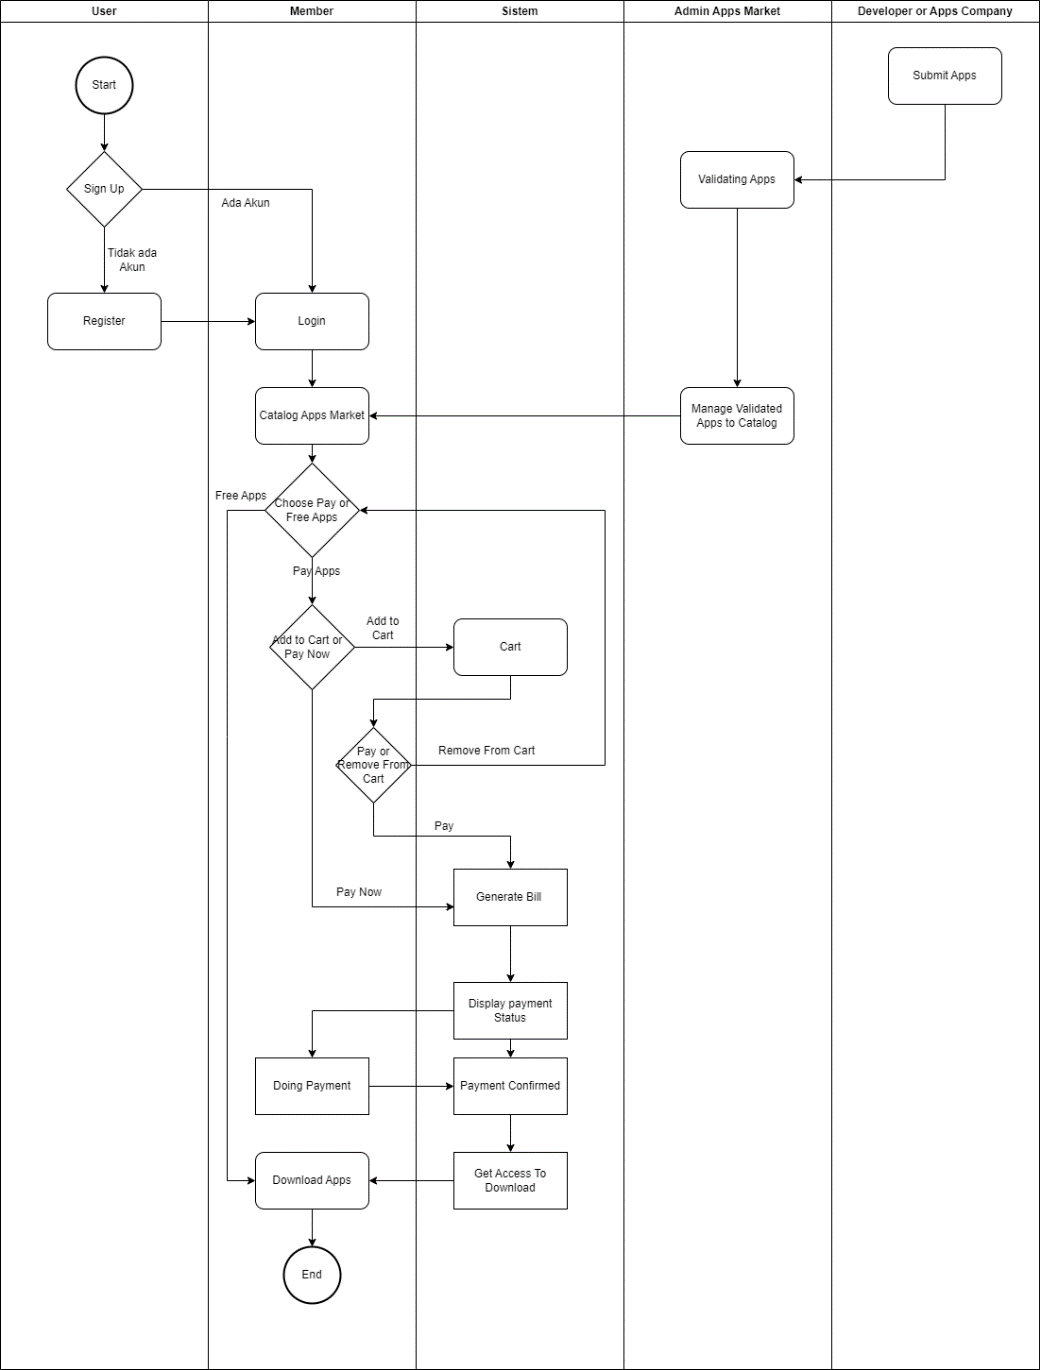 User
Member
Sistem
Admin Apps Market
Developer or Apps Company
Start
Submit Apps
Sign Up
Validating Apps
Ada Akun
Tidak ada
Akun
Register
Login
Catalog Apps Market
Manage Validated
Apps to Catalog
Free Apps
Choose Pay or
Free Apps
Pay Apps
Add to Cart or
Pay Now
Add to
Cart
Cart
Pay or
Remove From
Cart
Remove From Cart
Pay
Pay Now
Generate Bill
Display payment
Status
Doing Payment
Payment Confirmed
Download Apps
Get Access To
Download
End